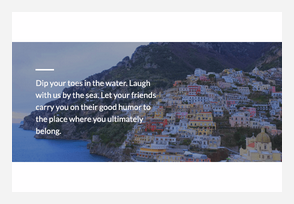 Dip your toes in the water. Laugh
with us by the sea. Let your friends
carry you on their good humor to
the place where you ultimately
belong.